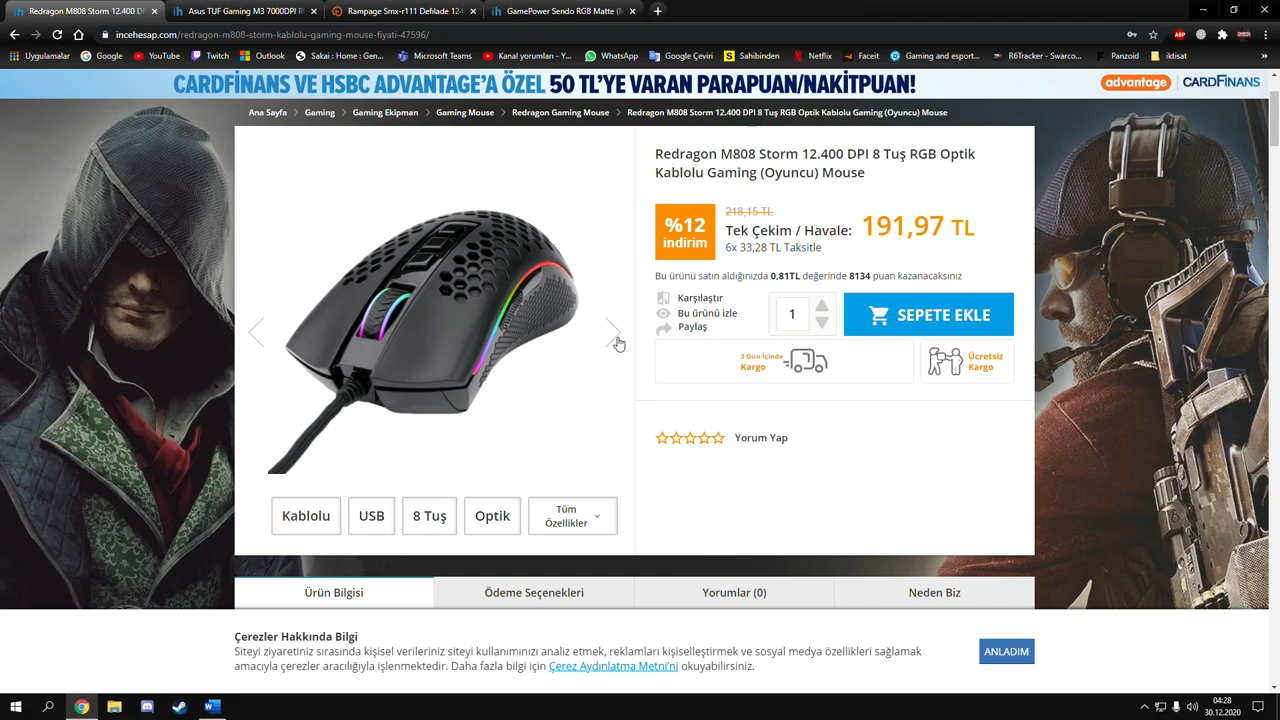 Redragon M808 Storm 12.400 D
Asus TUF Gaming M3 7000DPI R
Rampage Smx-r111 Defılade 124
GamePower Sendo RGB Matte (M
incehesap.com/redragon-m808-storm-kablolu-gaming-mouse-fiyati-47596/
ABP
Uygulamalar
Google
YouTube
Twitch
Outlook
Sakai : Home : Gen...
Microsoft Teams
Kanal yorumları - Y...
WhatsApp
Google Çeviri
Sahibinden
Netflix
Faceit
Gaming and esport...
R6Tracker - Swarco...
Panzoid
iktisat
CARDFİNANS VE HSBC ADVANTAGE’A ÖZEL 50 TL’YE VARAN PARAPUAN/NAKİTPUAN!
advantage
CARDFINANS
Ana Sayfa
Gaming
Gaming Ekipman
Gaming Mouse
Redragon Gaming Mouse
Redragon M808 Storm 12.400 DPI 8 Tuş RGB Optik Kablolu Gaming (Oyuncu) Mouse
Redragon M808 Storm 12.400 DPI 8 Tuş RGB Optik
Kablolu Gaming (Oyuncu) Mouse
%12
indirim
218,15 TL
Tek Çekim / Havale: 191,97 TL
6x 33,28 TL Taksitle
Bu ürünü satın aldığınızda 0,81TL değerinde 8134 puan kazanacaksınız
Karşılaştır
Bu ürünü izle
Paylaş
1
SEPETE EKLE
3 Gün İçinde
Kargo
Ücretsiz
Kargo
Yorum Yap
Kablolu
USB
8 Tuş
Optik
Tüm
Özellikler
Ürün Bilgisi
Ödeme Seçenekleri
Yorumlar (0)
Neden Biz
Çerezler Hakkında Bilgi
Siteyi ziyaretiniz sırasında kişisel verileriniz siteyi kullanımınızı analiz etmek, reklamları kişiselleştirmek ve sosyal medya özellikleri sağlamak
amacıyla çerezler aracılığıyla işlenmektedir. Daha fazla bilgi için Çerez Aydınlatma Metni'ni okuyabilirsiniz.
ANLADIM
04:28
30.12.2020